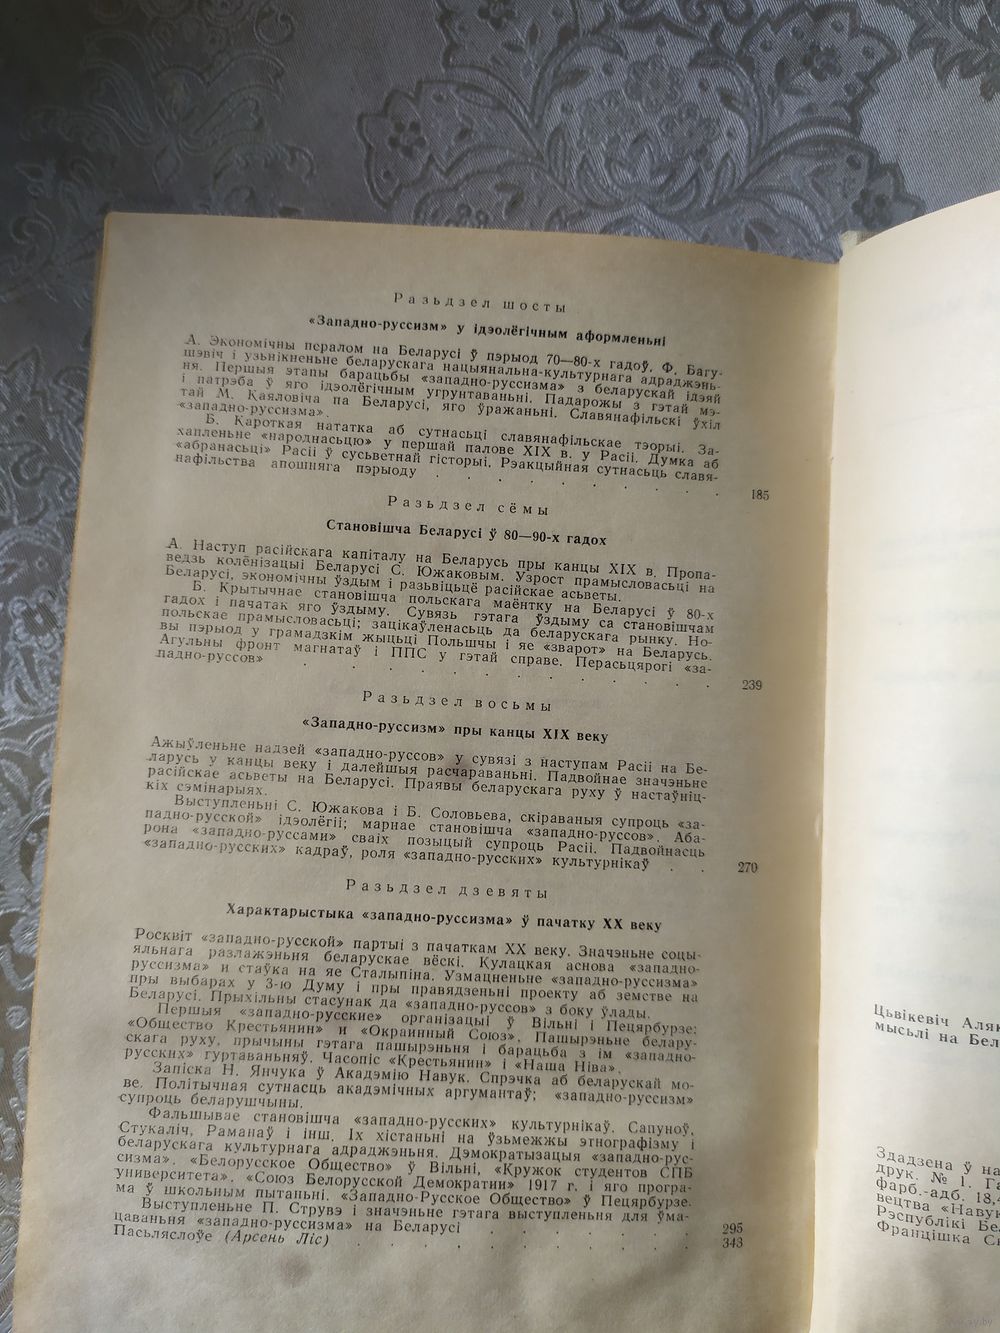 Разьдзел шосты
«Западно-руссизм» у ідэолёгічным аформленьні
А. Экономічны пералом на Беларусі ў пэрыод 70—80-х гадоў. Ф. Багу-
шэвіч і узьнікненьне беларускага нацыянальна-культурнага адраджэнь-
ня. Першыя этапы барацьбы «западно-руссизма» з беларускай ідэяй
і патрэба ў яго ідэолёгічным угрунтаваньні. Падарожы з гэтай мэ-
тай М. Каяловіча па Беларусі, яго ўражаньні. Славянафільскі ўхіл
«западно-руссизма».
Б. Кароткая нататка аб сутнасьці славянафільскае тэорыі. За-
хапленьне «народнасьцю» у першай палове XIX в. у Расіі. Думка аб
«абранасьці» Расіі ў сусьветнай гісторыі. Рэакцыйная сутнасьць славя-
нафільства апошняга пэрыоду . . . . . . . . . 185
Разьдзел сёмы
Становішча Беларусі ў 80—90-х гадох
А. Наступ расійскага капіталу на Беларусь пры канцы XIX в. Пропа-
ведзь колёнізацыі Беларусі С. Южаковым. Узрост прамысловасьці на
Беларусі, экономічны ўздым і разьвіцьцё расійскае асьветы.
Б. Крытычнае становішча польскага маёнтку на Беларусі ў 80-х
гадох і пачатак яго ўздыму. Сувязь гэтага ўздыму са становішчам
польскае прамысловасьці; зацікаўленасьць да беларускага рынку. Но-
вы пэрыод у грамадзкім жыцьці Польшчы і яе «зварот» на Беларусь.
Агульны фронт магнатаў і ППС у гэтай справе. Перасьцярогі «за-
падно-руссов» . . . . . . . . . . . . 239
Разьдзел восьмы
«Западно-руссизм» пры канцы XIX веку
Ажыўленьне надзей «западно-руссов» у сувязі з наступам Расіі на Бе-
ларусь у канцы веку і далейшыя расчараваньні. Падвойнае значэньне
расійскае асьветы на Беларусі. Праявы беларускага руху ў настаўніц-
кіх сэмінарыях.
Выступленьні С. Южакова і Б. Соловьева, скіраваныя супроць «за-
падно-русской» ідэолёгіі; марнае становішча «западно-руссов». Аба-
рона «западно-руссами» сваіх позыцый супроць Расіі. Падвойнасць
«западно-русских» кадраў, роля «западно-русских» культурнікаў . . 270
Разьдзел дзевяты
Характарыстыка «западно-руссизма» ў пачатку XX веку
Росквіт «западно-русской» партыі з пачаткам XX веку. Значэньне соцы-
яльнага разлажэньня беларускае вёскі. Кулацкая аснова «западно-
руссизма» и стаўка на яе Сталыпіна. Узмацненьне «западно-руссизма»
пры выбарах у 3-ю Думу і пры правядзеньні проекту аб земстве на
Беларусі. Прыхільны стасунак да «западно-руссов» з боку ўлады.
Першыя «западно-русские» організацыі ў Вільні і Пецярбурзе:
«Общество Крестьянин» и «Окраинный Союз». Пашырэньне белару-
скага руху, прычыны гэтага пашырэньня і барацьба з ім «западно-
русских» гуртаваньняў. Часопіс «Крестьянин» і «Наша Ніва».
Запіска Н. Янчука ў Акадэмію Навук. Спрэчка аб беларускай мо-
ве. Політычная сутнасць акадэмічных аргумантаў; «западно-руссизм»
супроць беларушчыны.
Фальшывае становішча «западно-русских» культурнікаў. Сапуноў,
Стукаліч, Раманаў і інш. Іх хістаньні на ўзьмежжы этнографізму і
беларускага культурнага адраджэньня. Дэмократызацыя «западно-рус-
сизма». «Белорусское Общество» ў Вільні, «Кружок студентов СПБ
университета». «Союз Белорусской Демократии» 1917 г. і яго програ-
ма ў школьным пытаньні. «Западно-Русское Общество» ў Пецярбурзе.
Выступленьне П. Струвэ і значэньне гэтага выступленьня для ўма-
цаваньня «западно-руссизма» на Беларусі . . . . . . 295
Пасьляслоўе (Арсень Ліс) . . . . . . . . . 343
Цьвікевіч Аляк
мысьлі на Бел
Здадзена ў на
друк. № 1. Га
фарб.-адб. 18,4
вецтва «Навук
Рэспублікі Бел
Францішка Ск